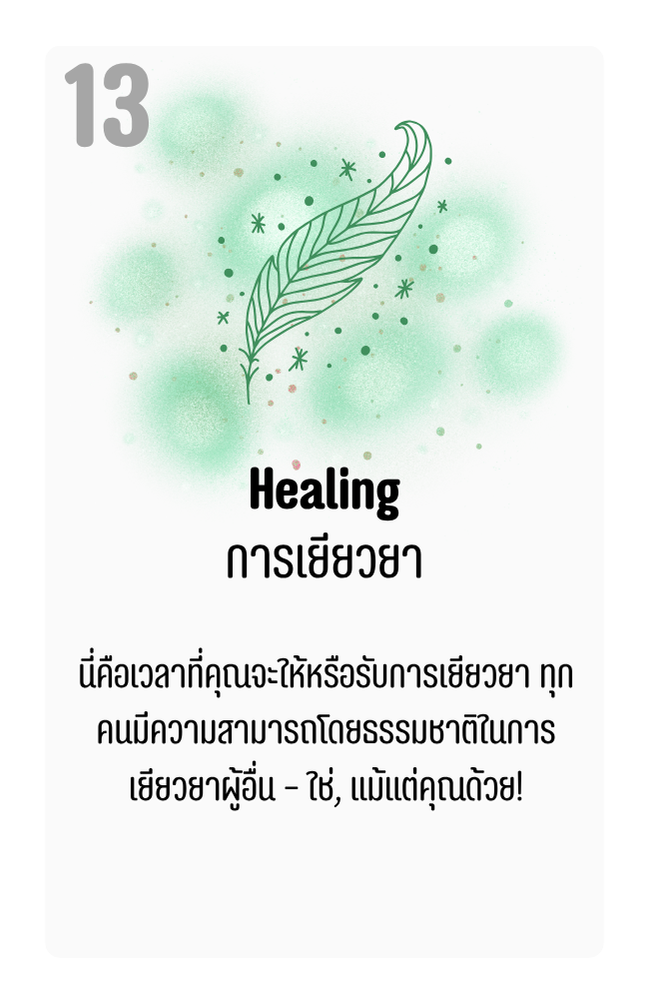 13
Healing
การเยียวยา
นี่คือเวลาที่คุณจะให้หรือรับการเยียวยา ทุก
คนมีความสามารถโดยธรรมชาติในการ
เยียวยาผู้อื่น - ใช่, แม้แต่คุณด้วย!